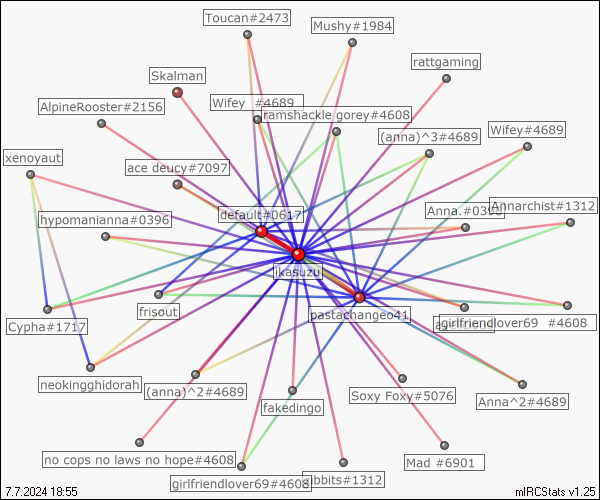 Toucan#2473
Mushy#1984
rattgaming
Skalman
AlpineRooster#2156
Wifey #4689
ramshackle gorey#4608
(anna)^3#4689
Wifey#4689
xenoyaut
ace deucy#7097
hypomanianna#0396
default#0617
Anna.#0396
Annarchist#1312
ikasuzu
Cypha#1717
frisout
pastachangeo41
girlfriendlover69 #4608
neokingghidorah
(anna)^2#4689
fakedingo
Soxy Foxy#5076
Anna^2#4689
no cops no laws no hope#4608
girlfriendlover69#4608
bbits#1312
Mad #6901
7.7.2024 18:55
mIRCStats v1.25